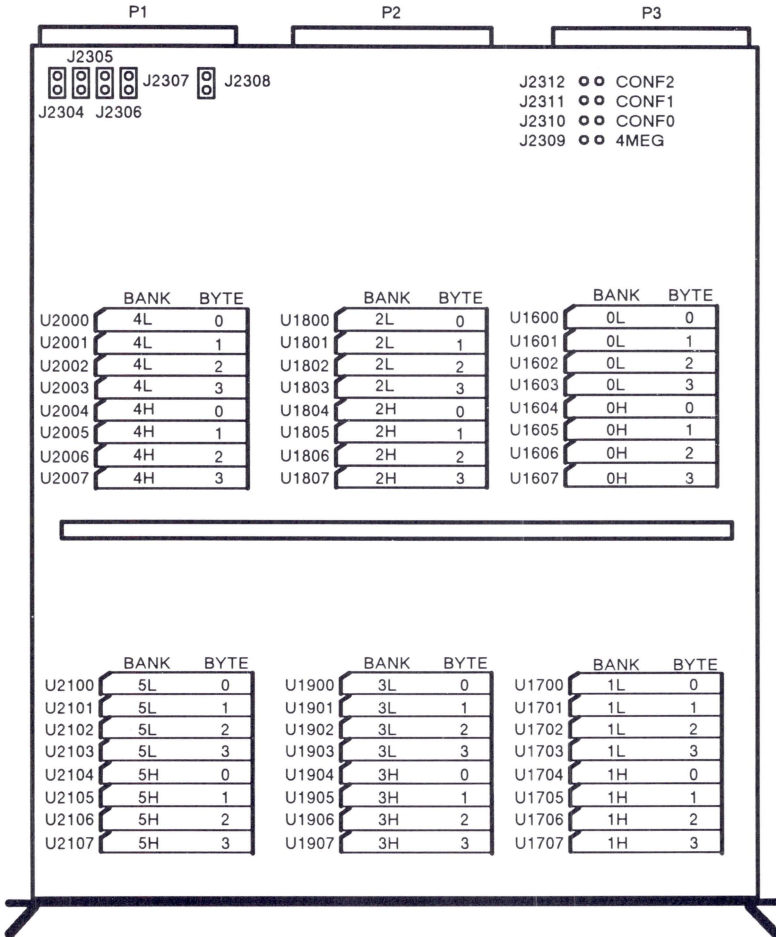 P1 P2 P3
J2305
J2307 J2308
J2304 J2306
J2312 CONF2
J2311 CONF1
J2310 CONF0
J2309 4MEG
BANK BYTE
U2000 4L 0
U2001 4L 1
U2002 4L 2
U2003 4L 3
U2004 4H 0
U2005 4H 1
U2006 4H 2
U2007 4H 3
BANK BYTE
U1800 2L 0
U1801 2L 1
U1802 2L 2
U1803 2L 3
U1804 2H 0
U1805 2H 1
U1806 2H 2
U1807 2H 3
BANK BYTE
U1600 0L 0
U1601 0L 1
U1602 0L 2
U1603 0L 3
U1604 0H 0
U1605 0H 1
U1606 0H 2
U1607 0H 3
BANK BYTE
U2100 5L 0
U2101 5L 1
U2102 5L 2
U2103 5L 3
U2104 5H 0
U2105 5H 1
U2106 5H 2
U2107 5H 3
BANK BYTE
U1900 3L 0
U1901 3L 1
U1902 3L 2
U1903 3L 3
U1904 3H 0
U1905 3H 1
U1906 3H 2
U1907 3H 3
BANK BYTE
U1700 1L 0
U1701 1L 1
U1702 1L 2
U1703 1L 3
U1704 1H 0
U1705 1H 1
U1706 1H 2
U1707 1H 3